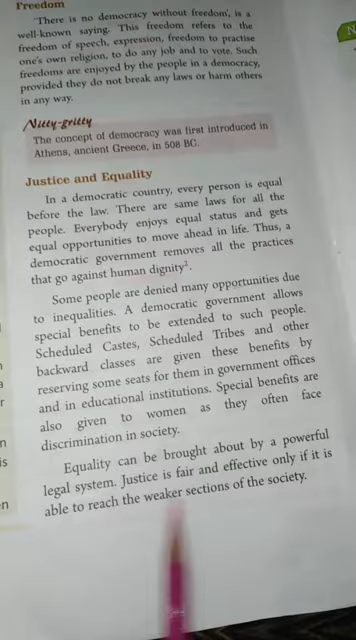 Freedom
'There is no democracy without freedom', is a
well-known saying. This freedom refers to the
freedom of speech, expression, freedom to practise
one's own religion, to do any job and to vote. Such
freedoms are enjoyed by the people in a democracy,
provided they do not break any laws or harm others
in any way.
Nitty-gritty
The concept of democracy was first introduced in
Athens, ancient Greece, in 508 BC.
Justice and Equality
In a democratic country, every person is equal
before the law. There are same laws for all the
people. Everybody enjoys equal status and gets
equal opportunities to move ahead in life. Thus, a
democratic government removes all the practices
that go against human dignity².
Some people are denied many opportunities due
to inequalities. A democratic government allows
special benefits to be extended to such people.
Scheduled Castes, Scheduled Tribes and other
backward classes are given these benefits by
reserving some seats for them in government offices
and in educational institutions. Special benefits are
also given to women as they often face
discrimination in society.
Equality can be brought about by a powerful
legal system. Justice is fair and effective only if it is
able to reach the weaker sections of the society.